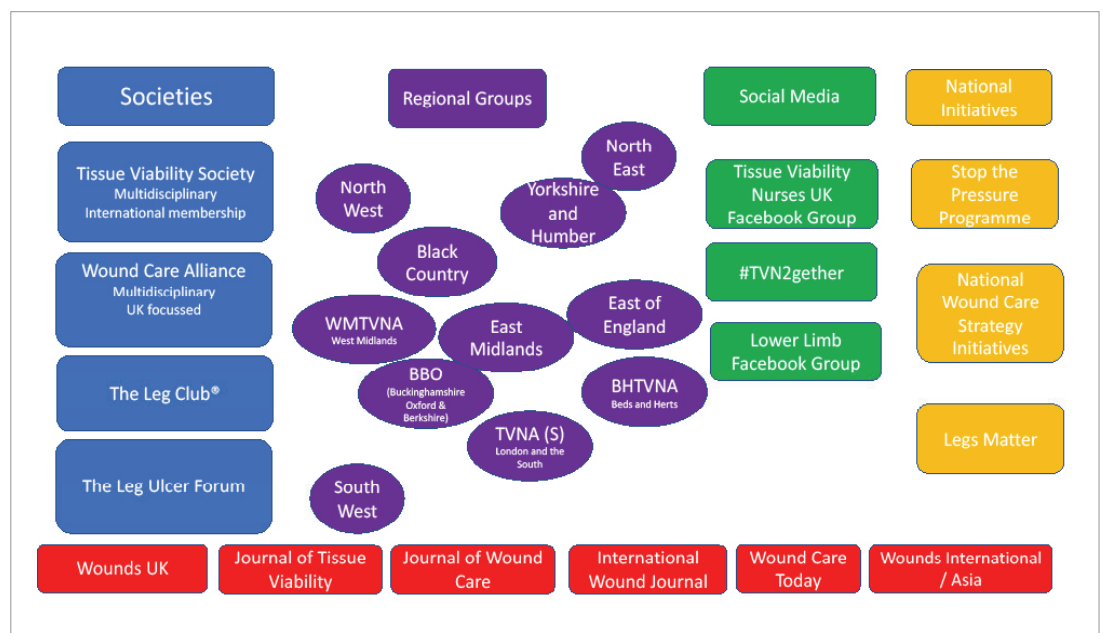 Societies
Tissue Viability Society
Multidisciplinary
International membership
Wound Care Alliance
Multidisciplinary
UK focussed
The Leg Club®
The Leg Ulcer Forum
Regional Groups
North
East
North
West
Yorkshire
and
Humber
Black
Country
WMTVNA
West Midlands
East
Midlands
East of
England
BBO
(Buckinghamshire
Oxford &
Berkshire)
BHTVNA
Beds and Herts
TVNA (S)
London and the
South
South
West
Social Media
Tissue Viability
Nurses UK
Facebook Group
#TVN2gether
Lower Limb
Facebook Group
National
Initiatives
Stop the
Pressure
Programme
National
Wound Care
Strategy
Initiatives
Legs Matter
Wounds UK
Journal of Tissue
Viability
Journal of Wound
Care
International
Wound Journal
Wound Care
Today
Wounds International
/ Asia